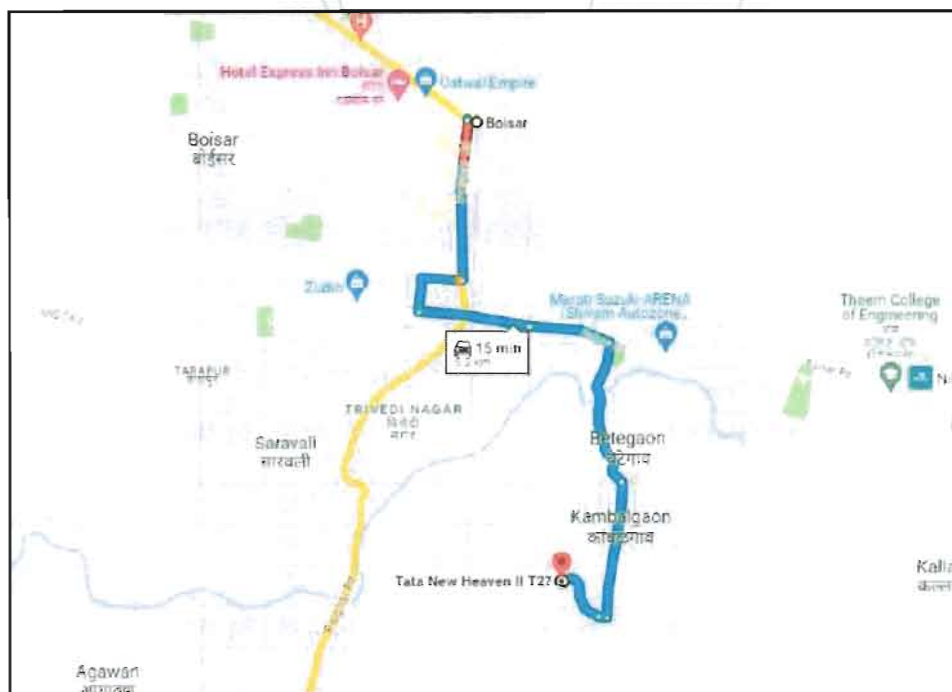 Hotel Express Inn Boisar
Ostwal Empire
Boisar
Boisar
बोईसर
Zudio
Maruti Suzuki ARENA
(Shivam Autozone..
Theem College
of Engineering
15 min
TARAPUR
TRIVEDI NAGAR
Saravali
सारवली
Betegaon
बेटेगाव
Kambalgaon
कांबळगाव
Tata New Heaven II T27
Agawan